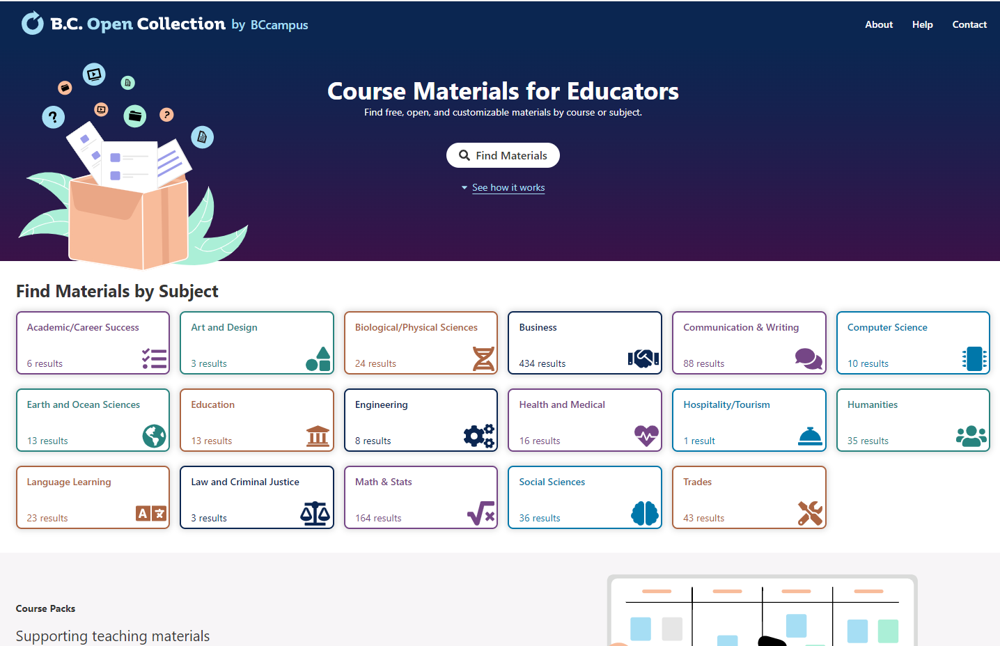 B.C. Open Collection by BCcampus
About Help Contact
Course Materials for Educators
Find free, open, and customizable materials by course or subject.
Find Materials
See how it works
Find Materials by Subject
Academic/Career Success
6 results
Art and Design
3 results
Biological/Physical Sciences
24 results
Business
434 results
Communication & Writing
88 results
Computer Science
10 results
Earth and Ocean Sciences
13 results
Education
13 results
Engineering
8 results
Health and Medical
16 results
Hospitality/Tourism
1 result
Humanities
35 results
Language Learning
23 results
Law and Criminal Justice
3 results
Math & Stats
164 results
Social Sciences
36 results
Trades
43 results
Course Packs
Supporting teaching materials